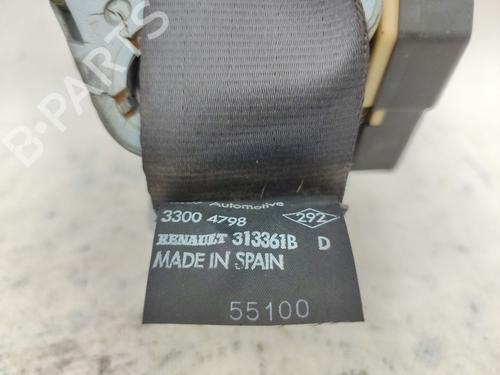 Automotive
3300 4798
292
RENAULT 313361B D
MADE IN SPAIN
55100
B-PARTS